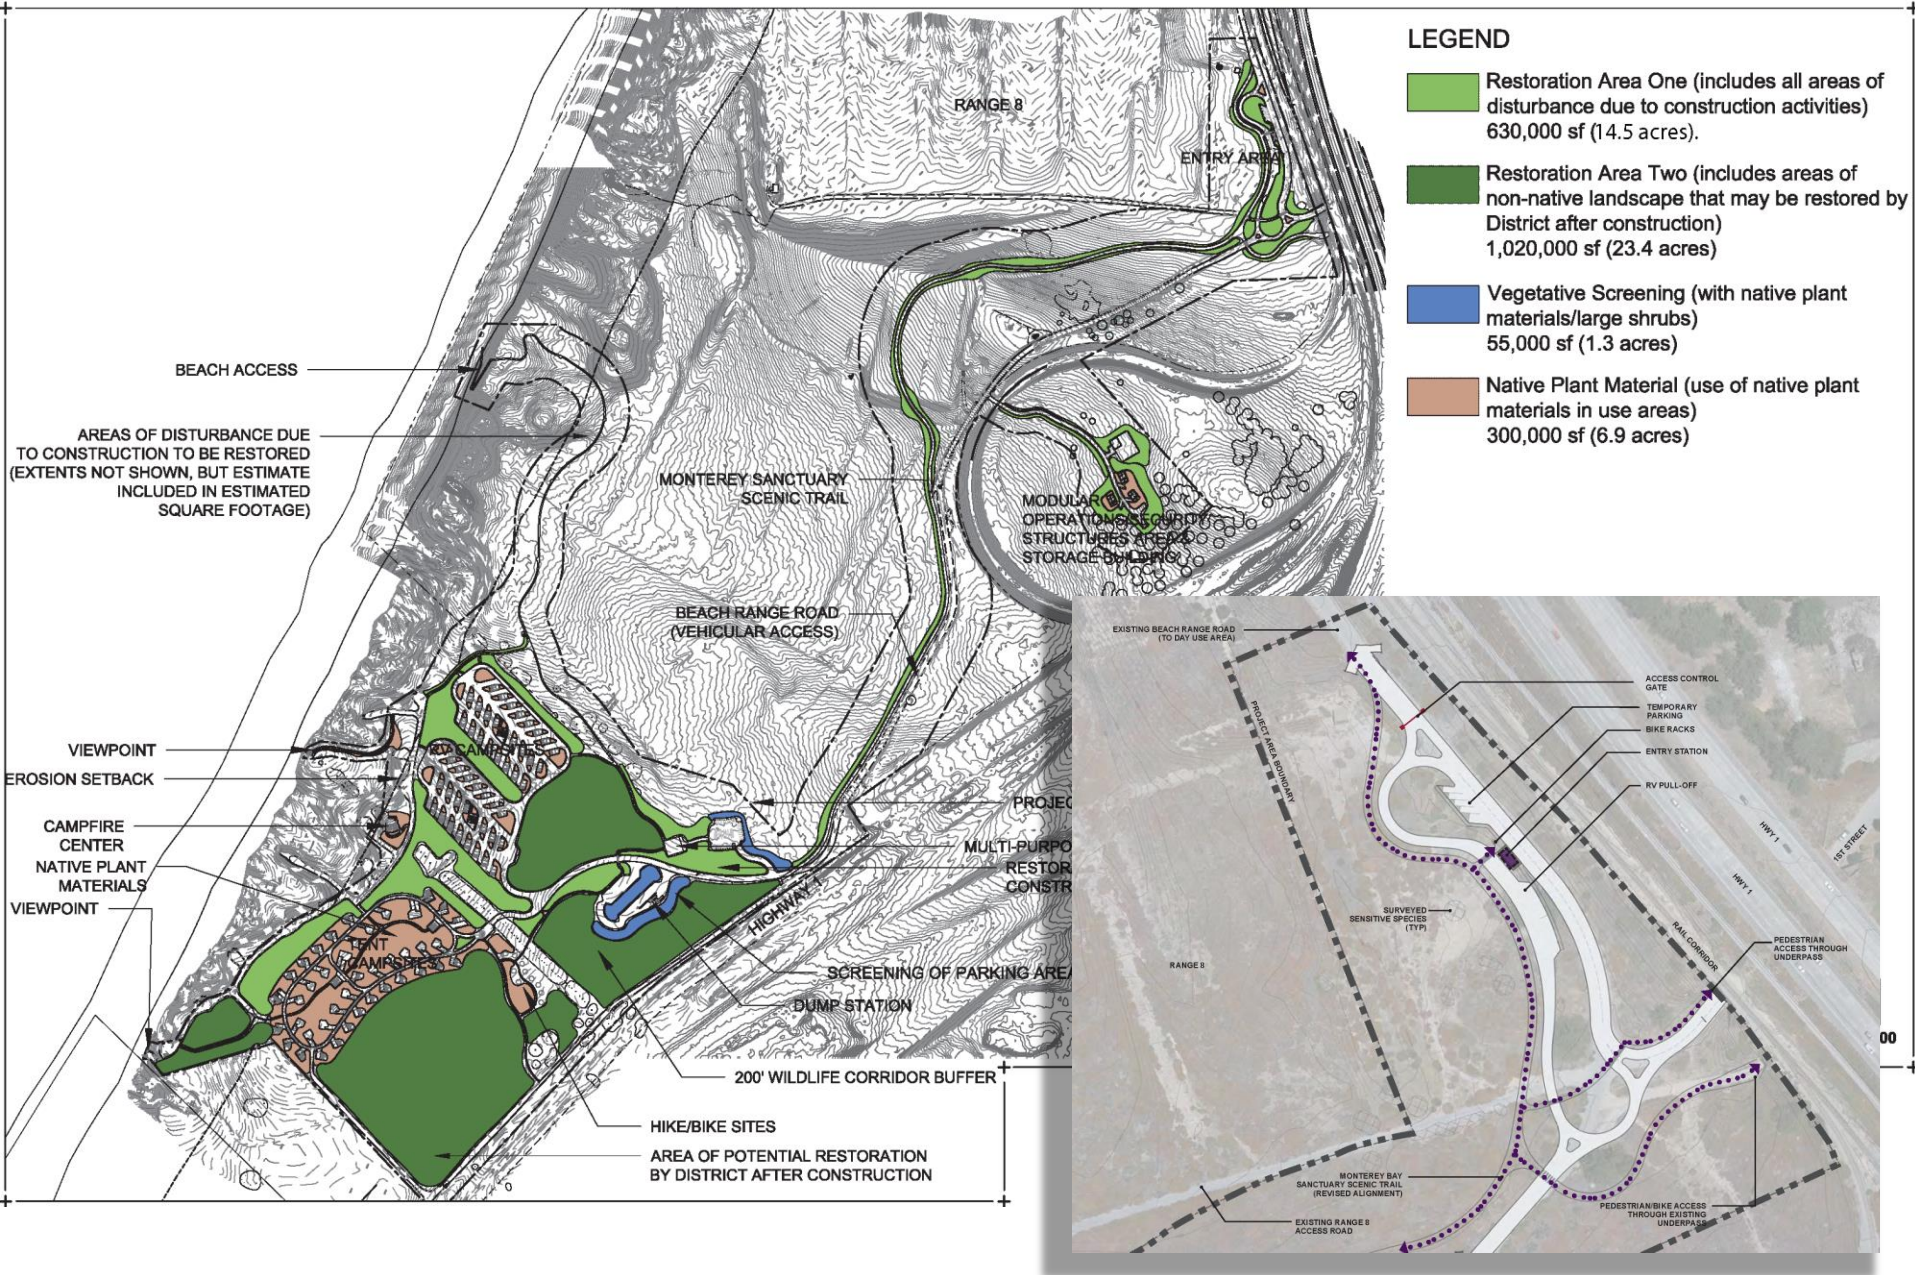 LEGEND
Restoration Area One (includes all areas of
disturbance due to construction activities)
630,000 sf (14.5 acres).
Restoration Area Two (includes areas of
non-native landscape that may be restored by
District after construction)
1,020,000 sf (23.4 acres)
Vegetative Screening (with native plant
materials/large shrubs)
55,000 sf (1.3 acres)
Native Plant Material (use of native plant
materials in use areas)
300,000 sf (6.9 acres)
RANGE 8
ENTRY AREA
BEACH ACCESS
AREAS OF DISTURBANCE DUE
TO CONSTRUCTION TO BE RESTORED
(EXTENTS NOT SHOWN, BUT ESTIMATE
INCLUDED IN ESTIMATED
SQUARE FOOTAGE)
MONTEREY SANCTUARY
SCENIC TRAIL
MODULAR
OPERATIONS/SECURITY
STRUCTURES AREA &
STORAGE BUILDING
BEACH RANGE ROAD
(VEHICULAR ACCESS)
VIEWPOINT
EROSION SETBACK
RV CAMPSITES
CAMPFIRE
CENTER
NATIVE PLANT
MATERIALS
VIEWPOINT
TENT
CAMPSITES
PROJEC
MULTI-PURPO
RESTOR
CONSTR
HIGHWAY 1
SCREENING OF PARKING AREA
DUMP STATION
200' WILDLIFE CORRIDOR BUFFER
HIKE/BIKE SITES
AREA OF POTENTIAL RESTORATION
BY DISTRICT AFTER CONSTRUCTION
00
EXISTING BEACH RANGE ROAD
(TO DAY USE AREA)
ACCESS CONTROL
GATE
TEMPORARY
PARKING
BIKE RACKS
ENTRY STATION
RV PULL-OFF
PROJECT AREA BOUNDARY
HWY 1
1ST STREET
HWY 1
SURVEYED
SENSITIVE SPECIES
(TYP)
RAIL CORRIDOR
PEDESTRIAN
ACCESS THROUGH
UNDERPASS
RANGE 8
MONTEREY BAY
SANCTUARY SCENIC TRAIL
(REVISED ALIGNMENT)
PEDESTRIAN/BIKE ACCESS
THROUGH EXISTING
UNDERPASS
EXISTING RANGE 8
ACCESS ROAD